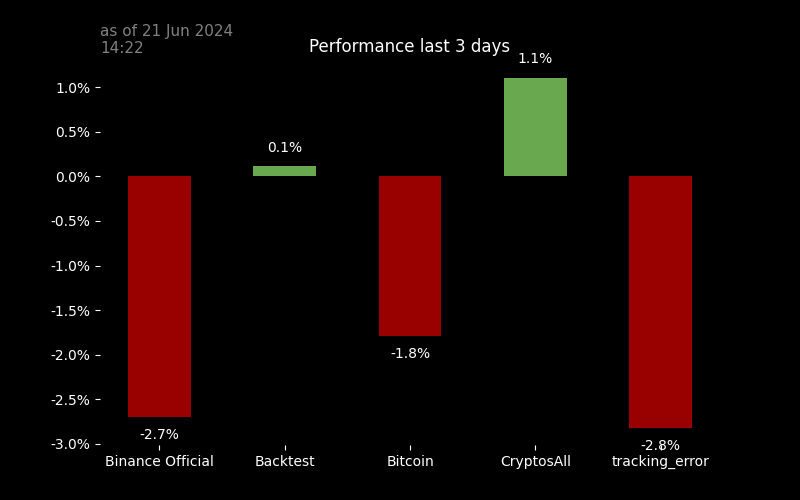 as of 21 Jun 2024
14:22
Performance last 3 days
1.1%
1.0%
0.5%
0.1%
0.0%
-0.5%
-1.0%
-1.5%
-1.8%
-2.0%
-2.5%
-2.7%
-2.8%
-3.0%
Binance Official
Backtest
Bitcoin
CryptosAll
tracking_error